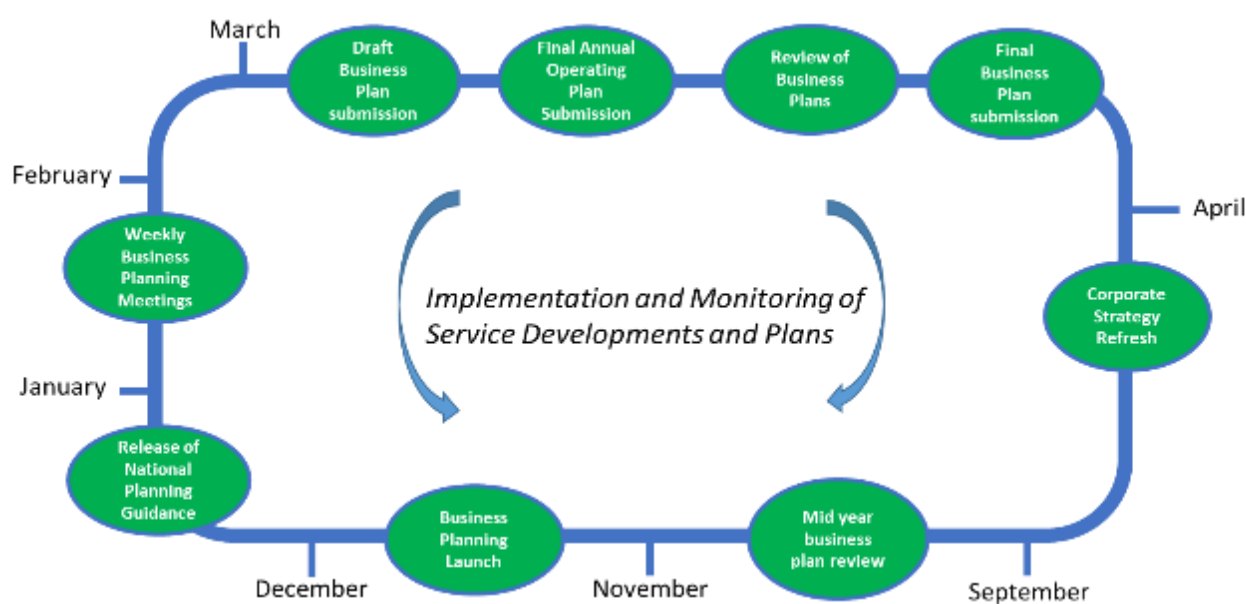 March
Draft
Business
Plan
submission
Final Annual
Operating
Plan
Submission
Review of
Business
Plans
Final
Business
Plan
submission
February
April
Weekly
Business
Planning
Meetings
Implementation and Monitoring of
Service Developments and Plans
Corporate
Strategy
Refresh
January
Release of
National
Planning
Guidance
Business
Planning
Launch
Mid year
business
plan review
December
November
September